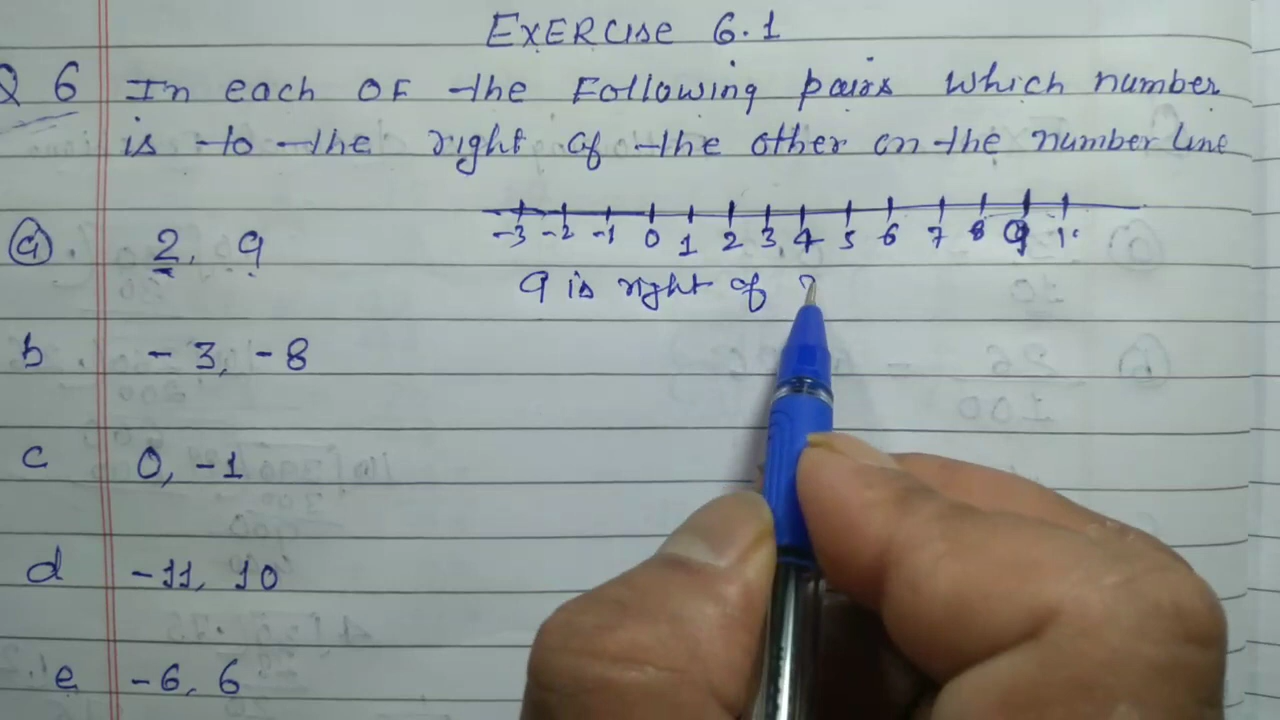 EXERCISE 6.1
Q 6 In each OF the Following pairs which number
is to the right of the other on the number line
-3 -2 -1 0 1 2 3 4 5 6 7 8 9
a 2, 9
9 is right of
b -3, -8
c 0, -1
d -11, 10
e -6, 6